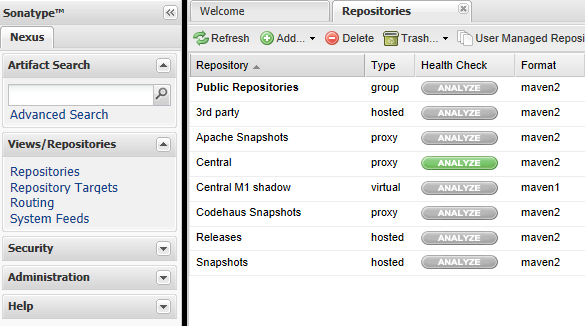 Sonatype™
Nexus
Artifact Search
Advanced Search
Views/Repositories
Repositories
Repository Targets
Routing
System Feeds
Security
Administration
Help
Welcome
Repositories
Refresh Add... Delete Trash... User Managed Reposi
Repository Type Health Check Format
Public Repositories group ANALYZE maven2
3rd party hosted ANALYZE maven2
Apache Snapshots proxy ANALYZE maven2
Central proxy ANALYZE maven2
Central M1 shadow virtual ANALYZE maven1
Codehaus Snapshots proxy ANALYZE maven2
Releases hosted ANALYZE maven2
Snapshots hosted ANALYZE maven2